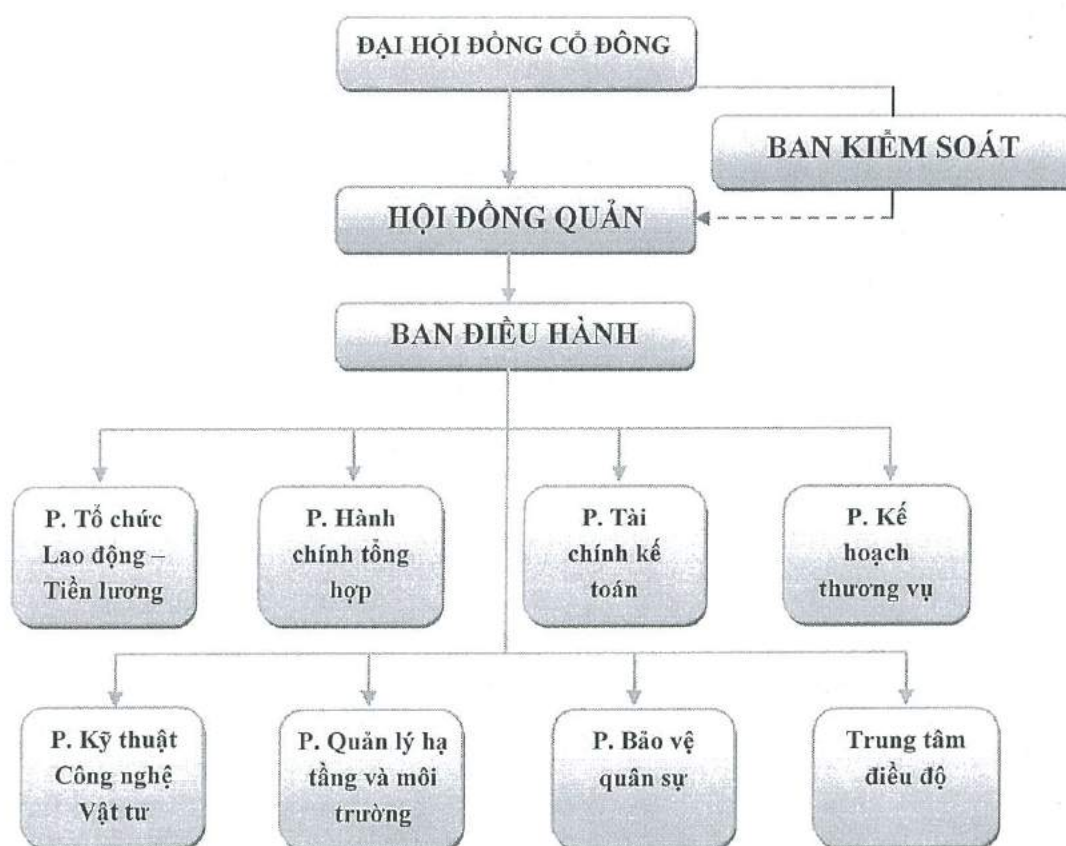 ĐẠI HỘI ĐỒNG CỔ ĐÔNG
BAN KIỂM SOÁT
HỘI ĐỒNG QUẢN
BAN ĐIỀU HÀNH
P. Tổ chức
Lao động –
Tiền lương
P. Hành
chính tổng
hợp
P. Tài
chính kế
toán
P. Kế
hoạch
thương vụ
P. Kỹ thuật
Công nghệ
Vật tư
P. Quản lý hạ
tầng và môi
trường
P. Bảo vệ
quân sự
Trung tâm
điều độ